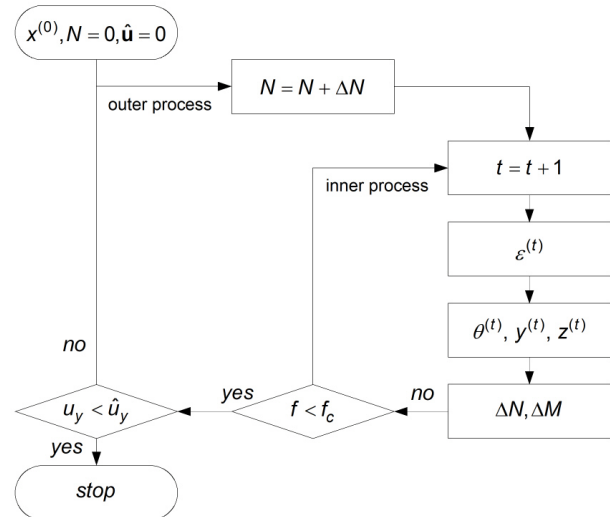 x^{(0)}, N = 0, û = 0
N = N + ΔN
outer process
t = t + 1
inner process
ε^{(t)}
θ^{(t)}, y^{(t)}, z^{(t)}
no
u_y < û_y
yes
f < f_c
no
ΔN, ΔM
yes
stop